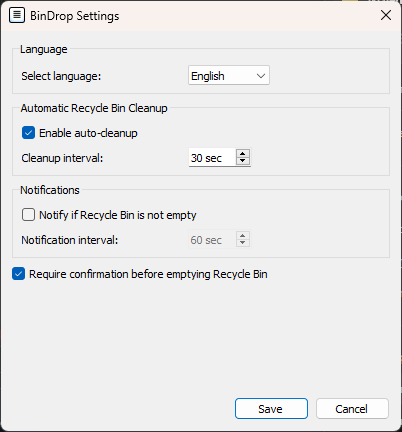 BinDrop Settings
Language
Select language: English
Automatic Recycle Bin Cleanup
Enable auto-cleanup
Cleanup interval: 30 sec
Notifications
Notify if Recycle Bin is not empty
Notification interval: 60 sec
Require confirmation before emptying Recycle Bin
Save Cancel